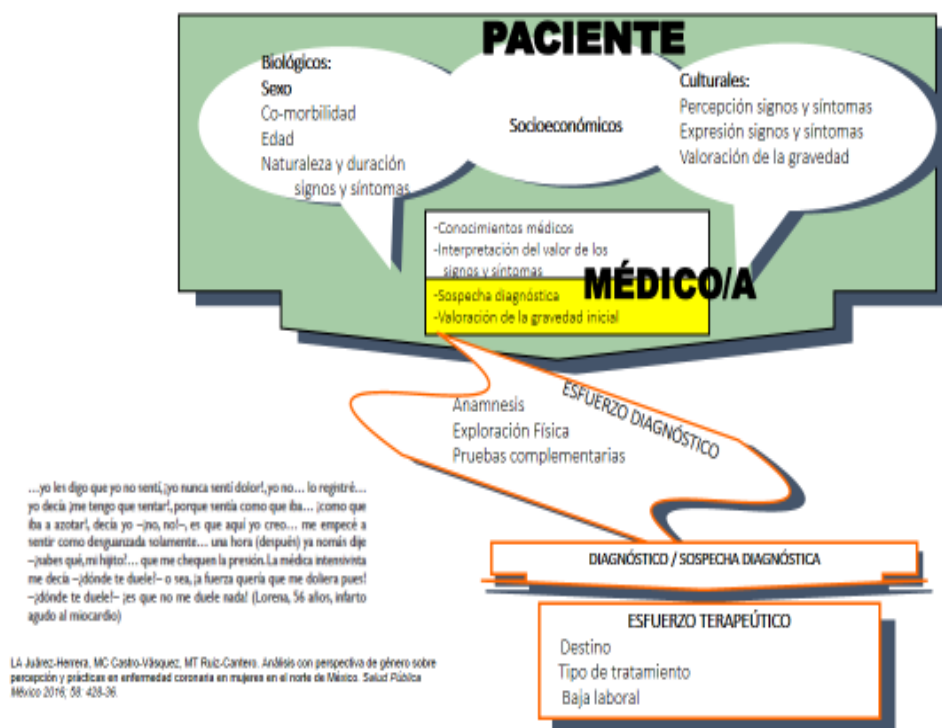 PACIENTE
Biológicos:
Sexo
Co-morbilidad
Edad
Naturaleza y duración
signos y síntomas
Socioeconómicos
Culturales:
Percepción signos y síntomas
Expresión signos y síntomas
Valoración de la gravedad
-Conocimientos médicos
-Interpretación del valor de los
signos y síntomas
MÉDICO/A
-Sospecha diagnóstica
-Valoración de la gravedad inicial
ESFUERZO DIAGNÓSTICO
Anamnesis
Exploración Física
Pruebas complementarias
...yo les digo que yo no sentí, ¡yo nunca sentí dolor!, yo no... lo registré...
yo decía ¡me tengo que sentar!, porque sentía como que iba... ¡como que
iba a azotar!, decía yo –¡no, no!–, es que aquí yo creo... me empecé a
sentir como desguanzada solamente... una hora (después) ya nomás dije
–¿sabes qué, mi hijito?... que me chequen la presión. La médica intensivista
me decía –¿dónde te duele?– o sea, ¡a fuerza quería que me doliera pues!
–¿dónde te duele?– ¡es que no me duele nada! (Lorena, 56 años, infarto
agudo al miocardio)
DIAGNÓSTICO / SOSPECHA DIAGNÓSTICA
ESFUERZO TERAPEÚTICO
Destino
Tipo de tratamiento
Baja laboral
LA Juárez-Herrera, MC Castro-Vásquez, MT Ruiz-Cantero. Análisis con perspectiva de género sobre
percepción y prácticas en enfermedad coronaria en mujeres en el norte de México. Salud Pública
México 2016; 58: 428-36.